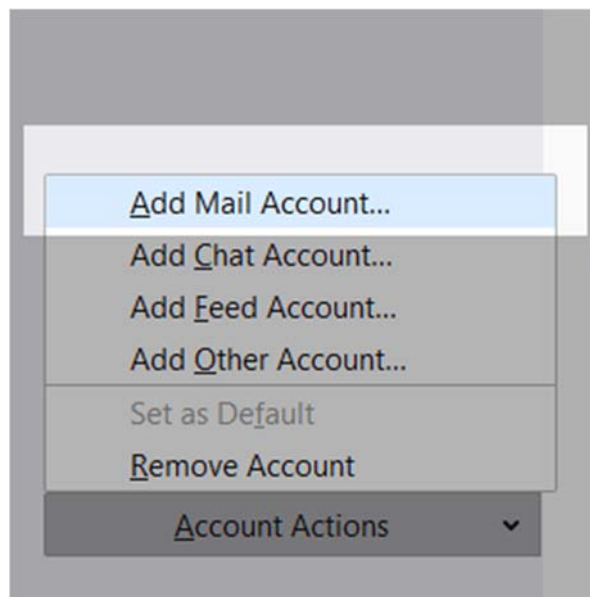 Add Mail Account...
Add Chat Account...
Add Feed Account...
Add Other Account...
Set as Default
Remove Account
Account Actions